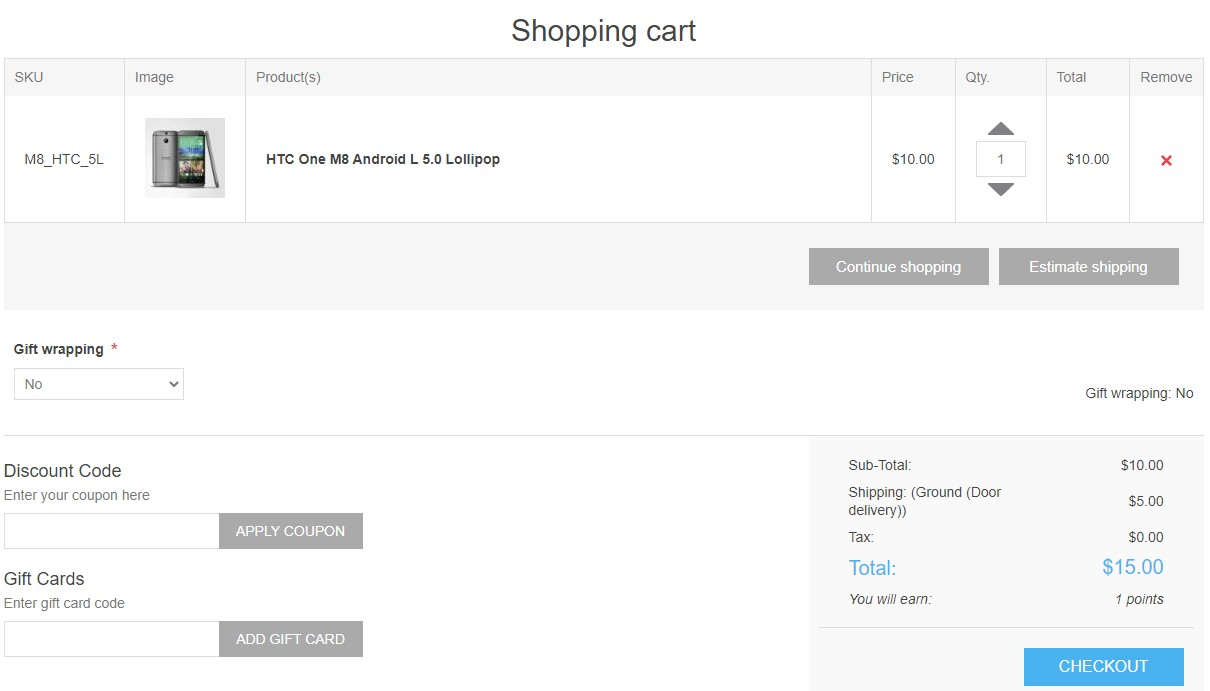 Shopping cart
SKU Image Product(s) Price Qty. Total Remove
M8_HTC_5L HTC One M8 Android L 5.0 Lollipop $10.00 1 $10.00
Continue shopping Estimate shipping
Gift wrapping *
No
Gift wrapping: No
Discount Code
Enter your coupon here
APPLY COUPON
Gift Cards
Enter gift card code
ADD GIFT CARD
Sub-Total: $10.00
Shipping: (Ground (Door
delivery)) $5.00
Tax: $0.00
Total: $15.00
You will earn: 1 points
CHECKOUT